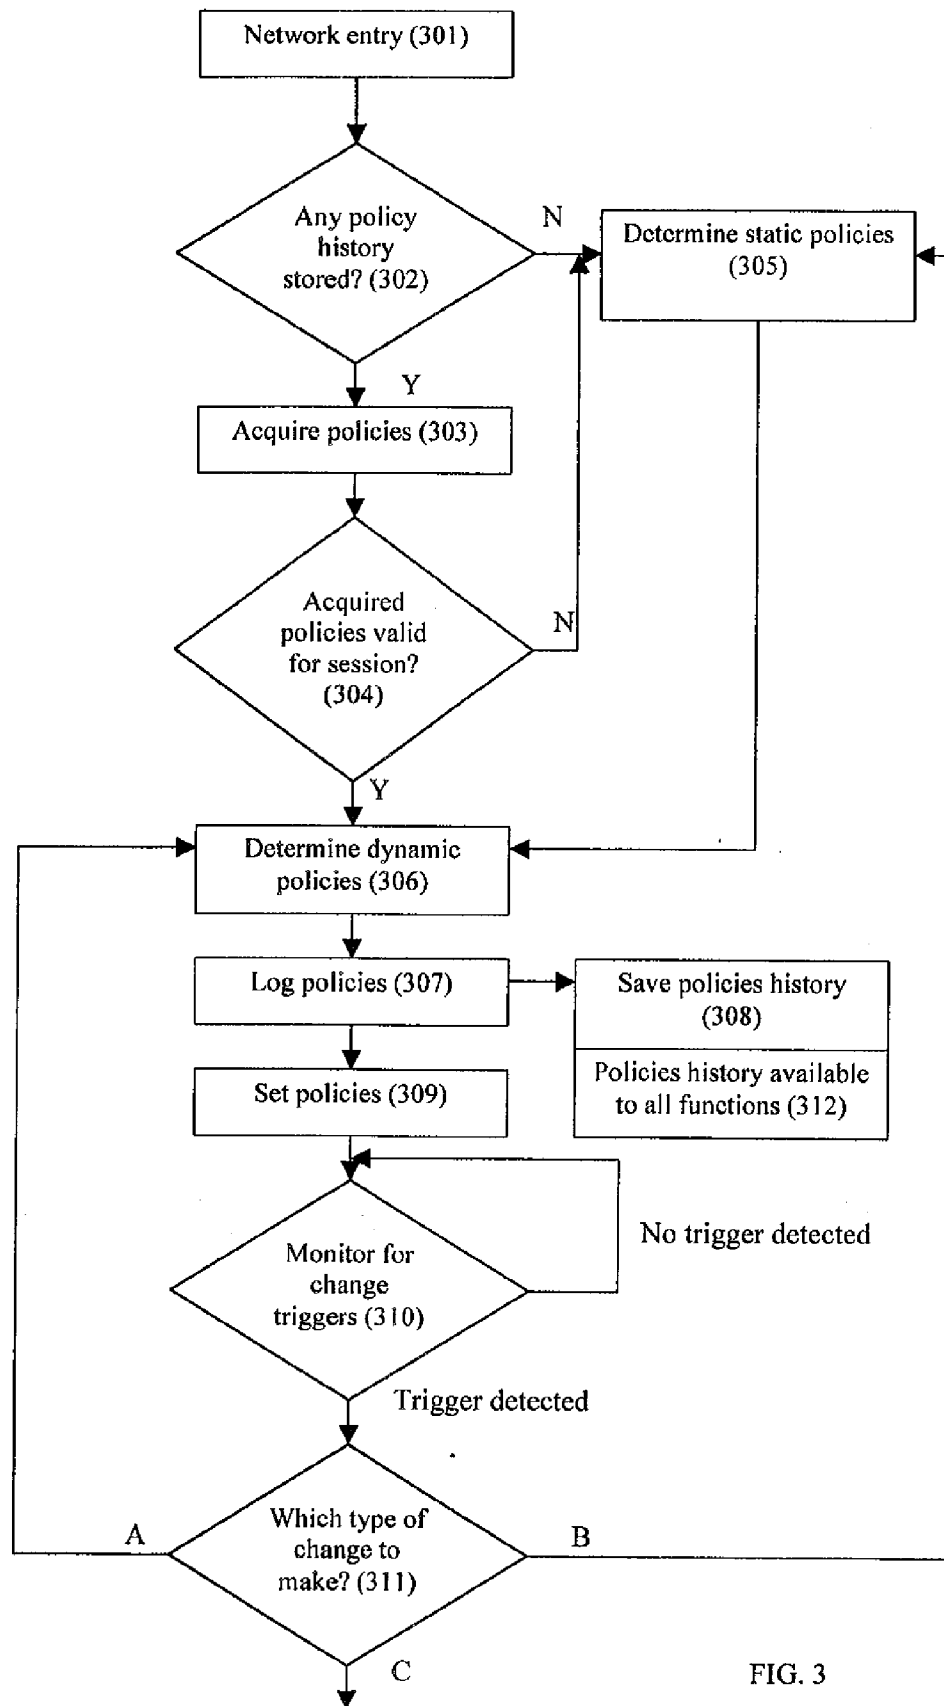 Network entry (301)
Any policy
history
stored? (302)
N
Determine static policies
(305)
Y
Acquire policies (303)
Acquired
policies valid
for session?
(304)
N
Y
Determine dynamic
policies (306)
Log policies (307)
Save policies history
(308)
Policies history available
to all functions (312)
Set policies (309)
No trigger detected
Monitor for
change
triggers (310)
Trigger detected
Which type of
change to
make? (311)
A
B
C
FIG. 3